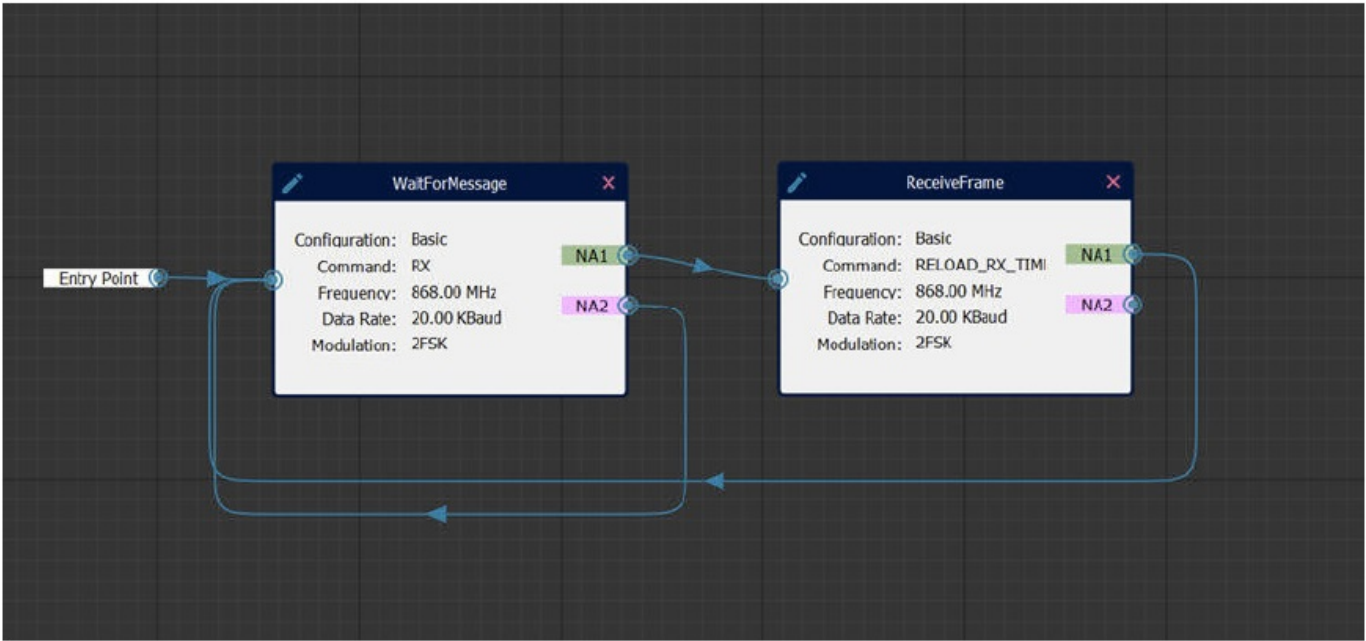 Entry Point
WaitForMessage X
Configuration: Basic
Command: RX
Frequency: 868.00 MHz
Data Rate: 20.00 KBaud
Modulation: 2FSK
NA1
NA2
ReceiveFrame X
Configuration: Basic
Command: RELOAD_RX_TIMI
Frequency: 868.00 MHz
Data Rate: 20.00 KBaud
Modulation: 2FSK
NA1
NA2